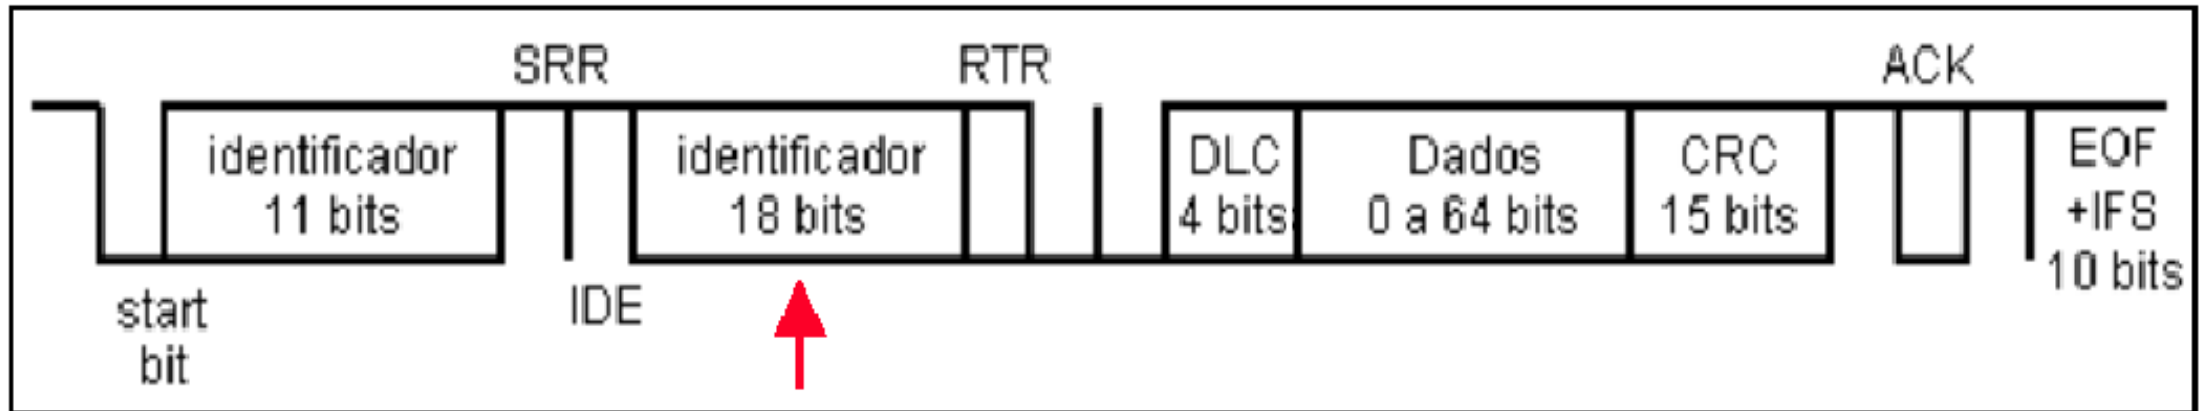 SRR
RTR
ACK
identificador
11 bits
identificador
18 bits
DLC
4 bits
Dados
0 a 64 bits
CRC
15 bits
EOF
+IFS
10 bits
start
bit
IDE